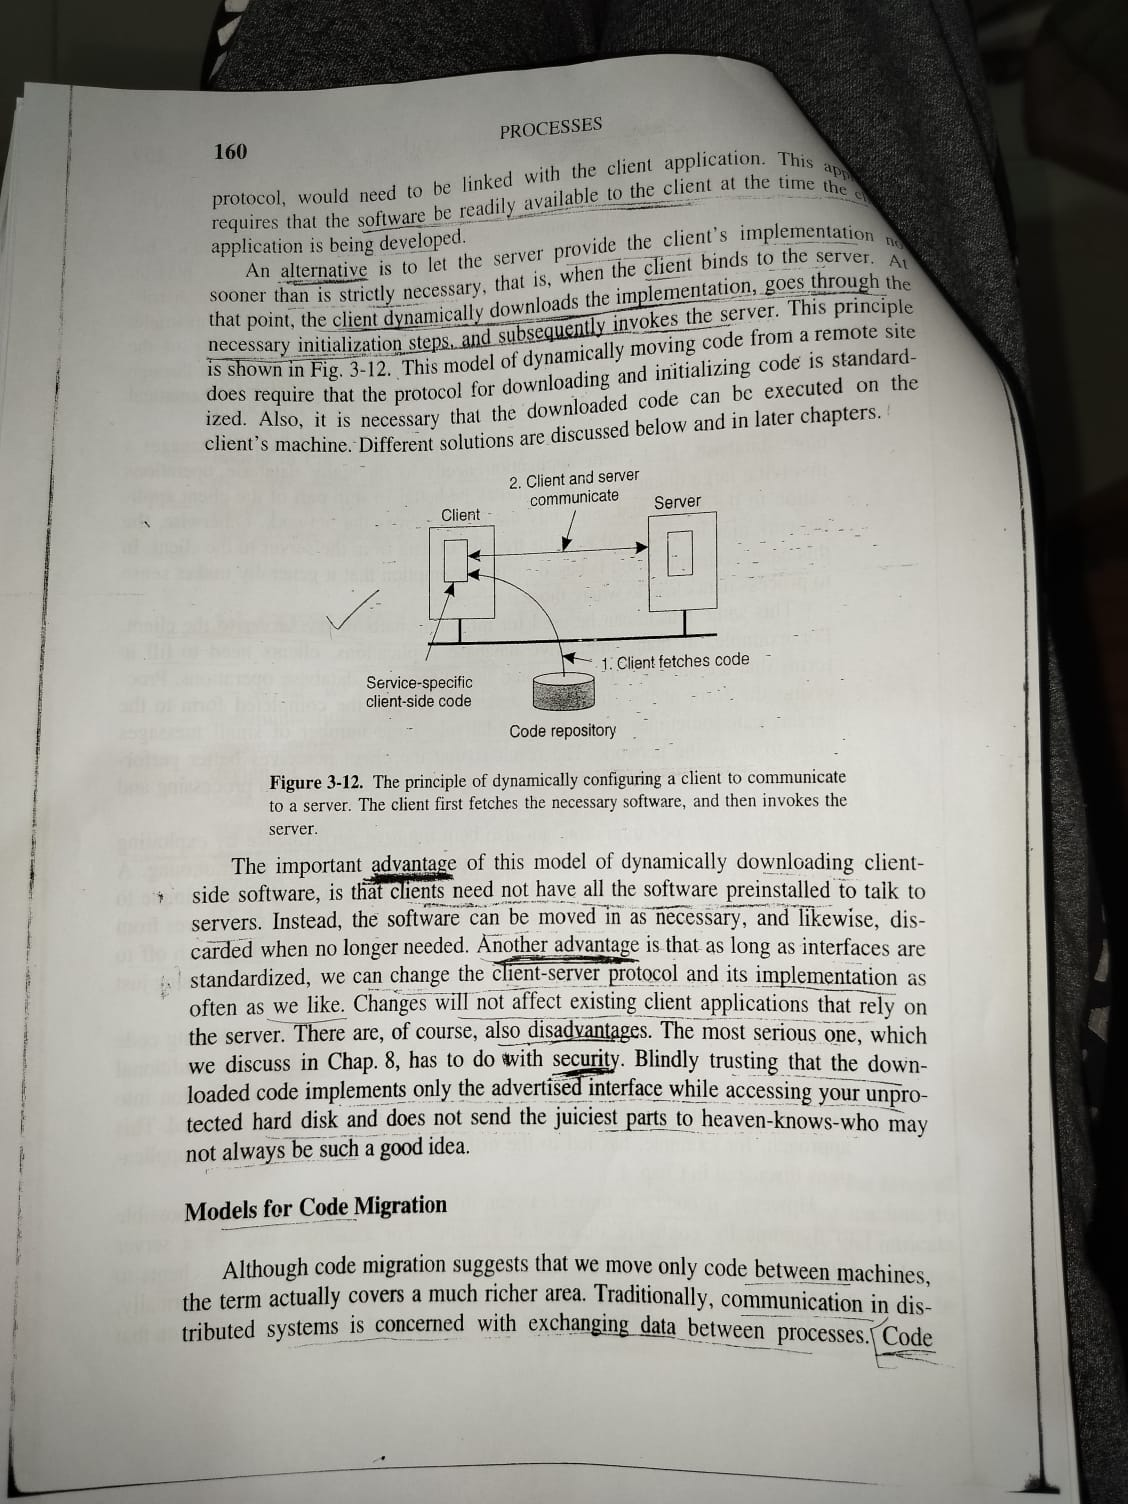 160
PROCESSES
protocol, would need to be linked with the client application. This
requires that the software be readily available to the client at the time the
application is being developed.
An alternative is to let the server provide the client's implementation
sooner than is strictly necessary, that is, when the client binds to the server. At
that point, the client dynamically downloads the implementation, goes through the
necessary initialization steps, and subsequently invokes the server. This principle
is shown in Fig. 3-12. This model of dynamically moving code from a remote site
does require that the protocol for downloading and initializing code is standard-
ized. Also, it is necessary that the downloaded code can be executed on the
client's machine. Different solutions are discussed below and in later chapters.
2. Client and server
communicate
Client
Server
1. Client fetches code
Service-specific
client-side code
Code repository
Figure 3-12. The principle of dynamically configuring a client to communicate
to a server. The client first fetches the necessary software, and then invokes the
server.
The important advantage of this model of dynamically downloading client-
side software, is that clients need not have all the software preinstalled to talk to
servers. Instead, the software can be moved in as necessary, and likewise, dis-
carded when no longer needed. Another advantage is that as long as interfaces are
standardized, we can change the client-server protocol and its implementation as
often as we like. Changes will not affect existing client applications that rely on
the server. There are, of course, also disadvantages. The most serious one, which
we discuss in Chap. 8, has to do with security. Blindly trusting that the down-
loaded code implements only the advertised interface while accessing your unpro-
tected hard disk and does not send the juiciest parts to heaven-knows-who may
not always be such a good idea.
Models for Code Migration
Although code migration suggests that we move only code between machines,
the term actually covers a much richer area. Traditionally, communication in dis-
tributed systems is concerned with exchanging data between processes. Code